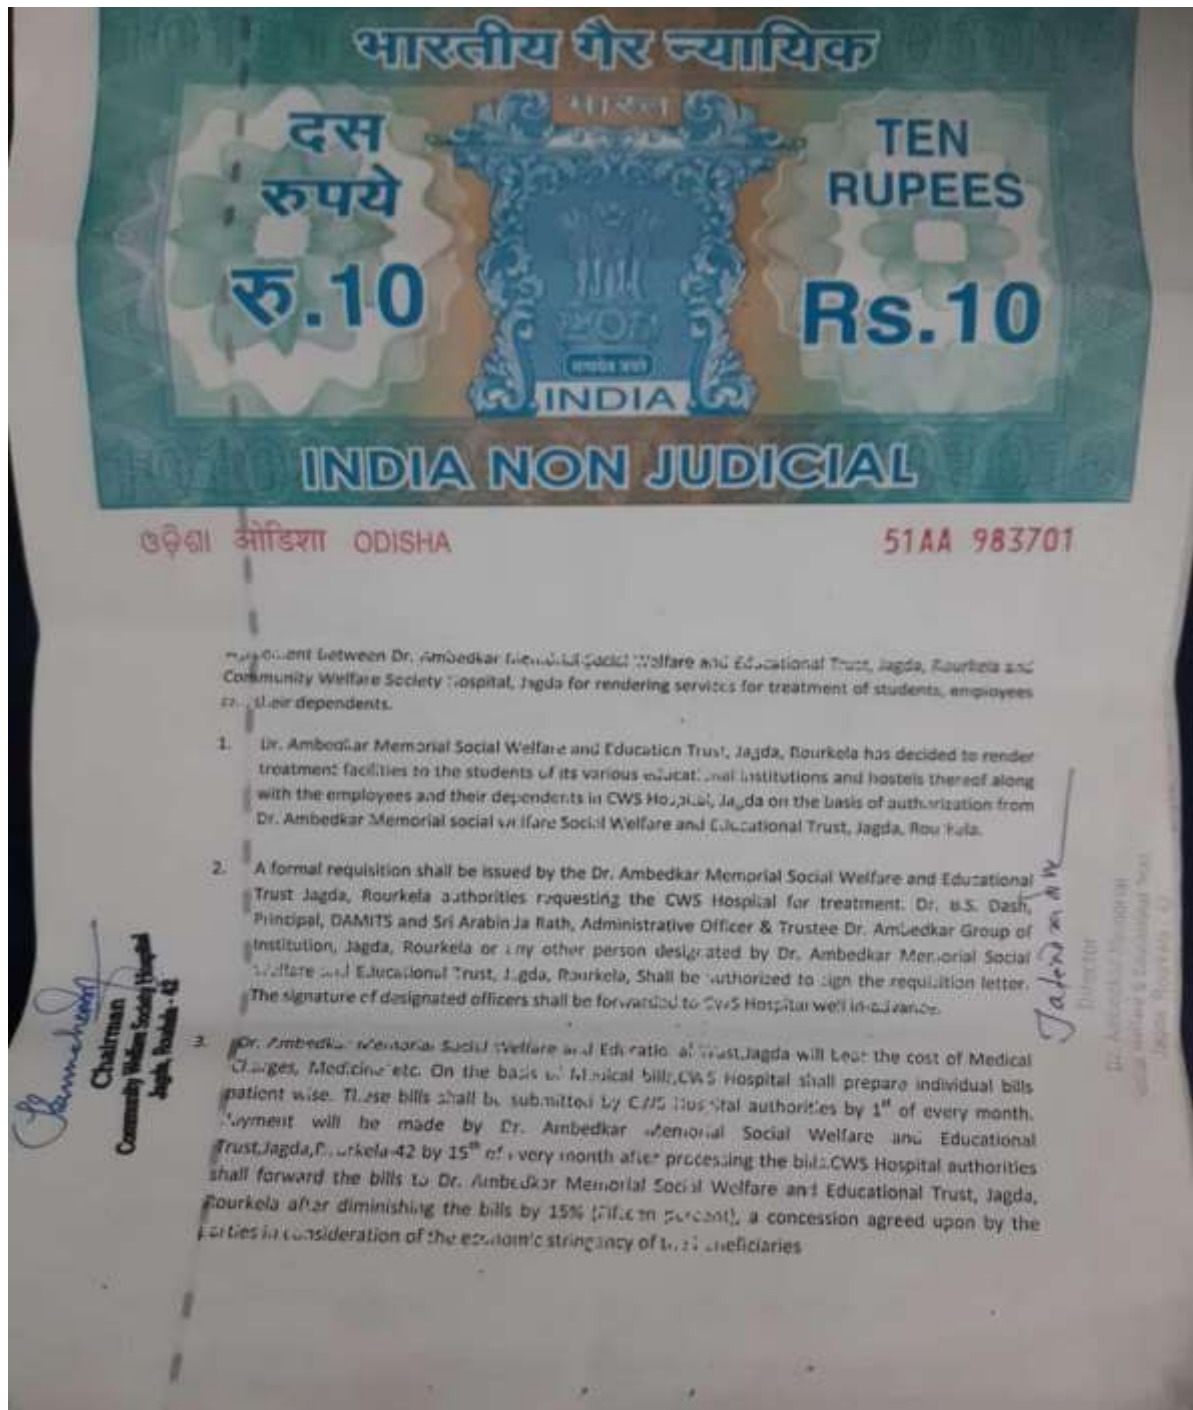 भारतीय गैर न्यायिक
भारत
दस
रुपये
रु.10
TEN
RUPEES
Rs.10
सत्यमेव जयते
INDIA
INDIA NON JUDICIAL
ଓଡ଼ିଶା ओडिशा ODISHA
51AA 983701
between Dr. Ambedkar Social Welfare and Educational Trust, Jagda, Rourkela and
Community Welfare Society Hospital, Jagda for rendering services for treatment of students, employees
their dependents.
1. Dr. Ambedkar Memorial Social Welfare and Education Trust, Jagda, Rourkela has decided to render
treatment facilities to the students of its various educational institutions and hostels thereof along
with the employees and their dependents in CWS Hospital, Jagda on the basis of authorization from
Dr. Ambedkar Memorial social welfare Social Welfare and Educational Trust, Jagda, Rourkela.
2. A formal requisition shall be issued by the Dr. Ambedkar Memorial Social Welfare and Educational
Trust Jagda, Rourkela authorities requesting the CWS Hospital for treatment. Dr. B.S. Dash,
Principal, DAMITS and Sri Arabinda Rath, Administrative Officer & Trustee Dr. Ambedkar Group of
Institution, Jagda, Rourkela or any other person designated by Dr. Ambedkar Memorial Social
Welfare and Educational Trust, Jagda, Rourkela, Shall be authorized to sign the requisition letter.
The signature of designated officers shall be forwarded to CWS Hospital well in advance.
3. Dr. Ambedkar Memorial Social Welfare and Educational Trust,Jagda will bear the cost of Medical
Charges, Medicine etc. On the basis of Medical bills,CWS Hospital shall prepare individual bills
patient wise. These bills shall be submitted by CWS Hospital authorities by 1st of every month.
Payment will be made by Dr. Ambedkar Memorial Social Welfare and Educational
Trust,Jagda,Rourkela-42 by 15th of every month after processing the bills.CWS Hospital authorities
shall forward the bills to Dr. Ambedkar Memorial Social Welfare and Educational Trust, Jagda,
Rourkela after diminishing the bills by 15% (Fifteen percent), a concession agreed upon by the
parties in consideration of the economic stringency of beneficiaries
Chairman
Community Welfare Society Hospital
Jagda, Rourkela - 42
Director
Dr. Ambedkar Memorial
Social Welfare & Educational Trust
Jagda, Rourkela - 42